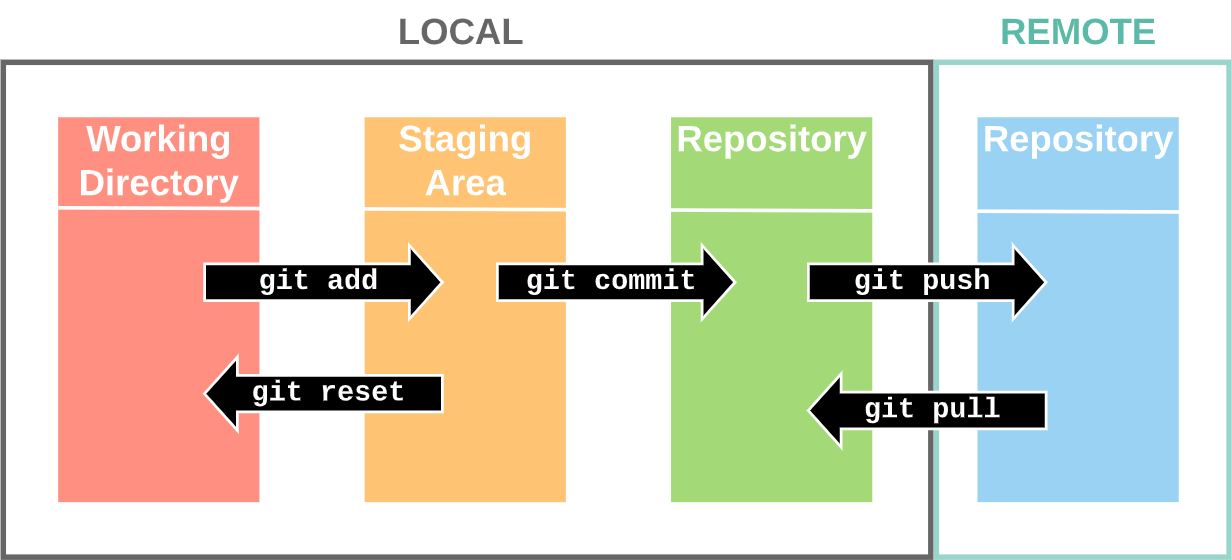 LOCAL
REMOTE
Working
Directory
Staging
Area
Repository
Repository
git add
git commit
git push
git reset
git pull